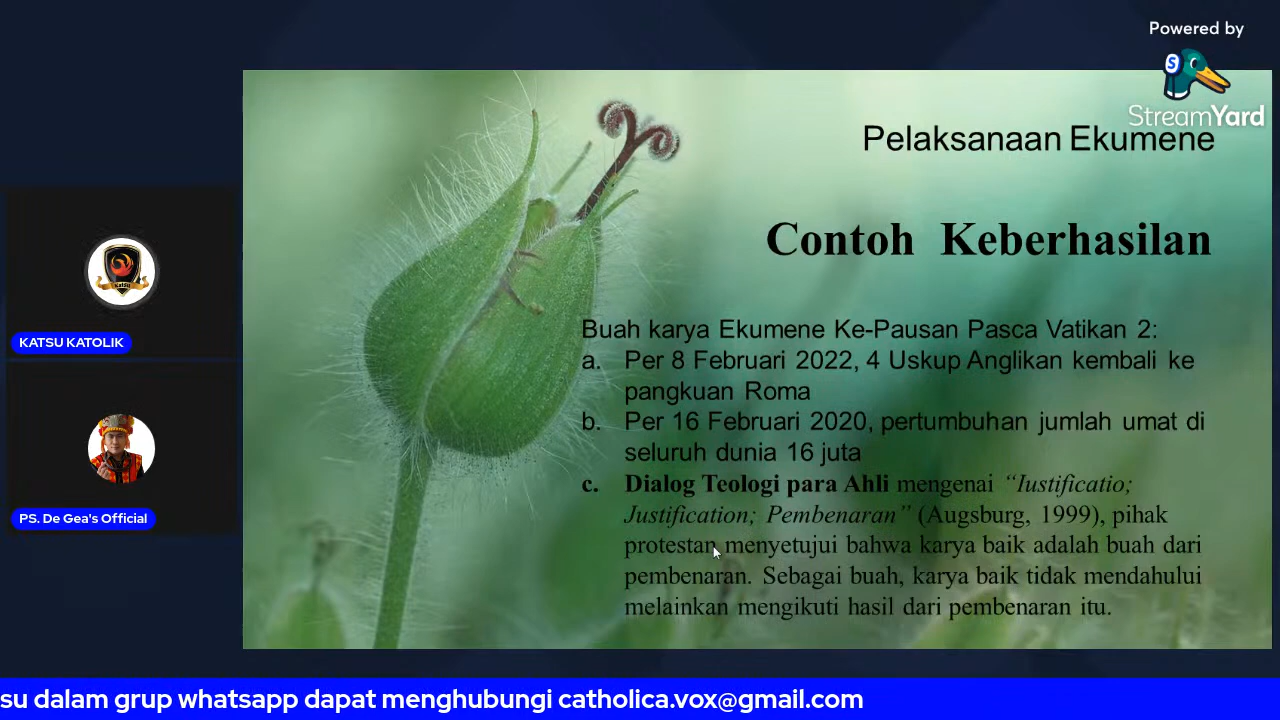 Powered by
StreamYard
Pelaksanaan Ekumene
Contoh Keberhasilan
Buah karya Ekumene Ke-Pausan Pasca Vatikan 2:
a. Per 8 Februari 2022, 4 Uskup Anglikan kembali ke
pangkuan Roma
b. Per 16 Februari 2020, pertumbuhan jumlah umat di
seluruh dunia 16 juta
c. Dialog Teologi para Ahli mengenai “Iustificatio;
Justification; Pembenaran” (Augsburg, 1999), pihak
protestan menyetujui bahwa karya baik adalah buah dari
pembenaran. Sebagai buah, karya baik tidak mendahului
melainkan mengikuti hasil dari pembenaran itu.
KATSU KATOLIK
PS. De Gea's Official
su dalam grup whatsapp dapat menghubungi catholica.vox@gmail.com